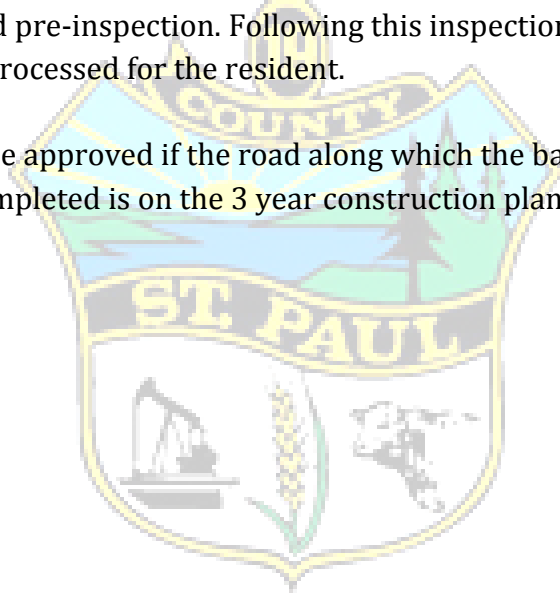 d pre-inspection. Following this inspection
rocessed for the resident.
e approved if the road along which the ba
mpleted is on the 3 year construction plan
COUNTY
ST. PAUL